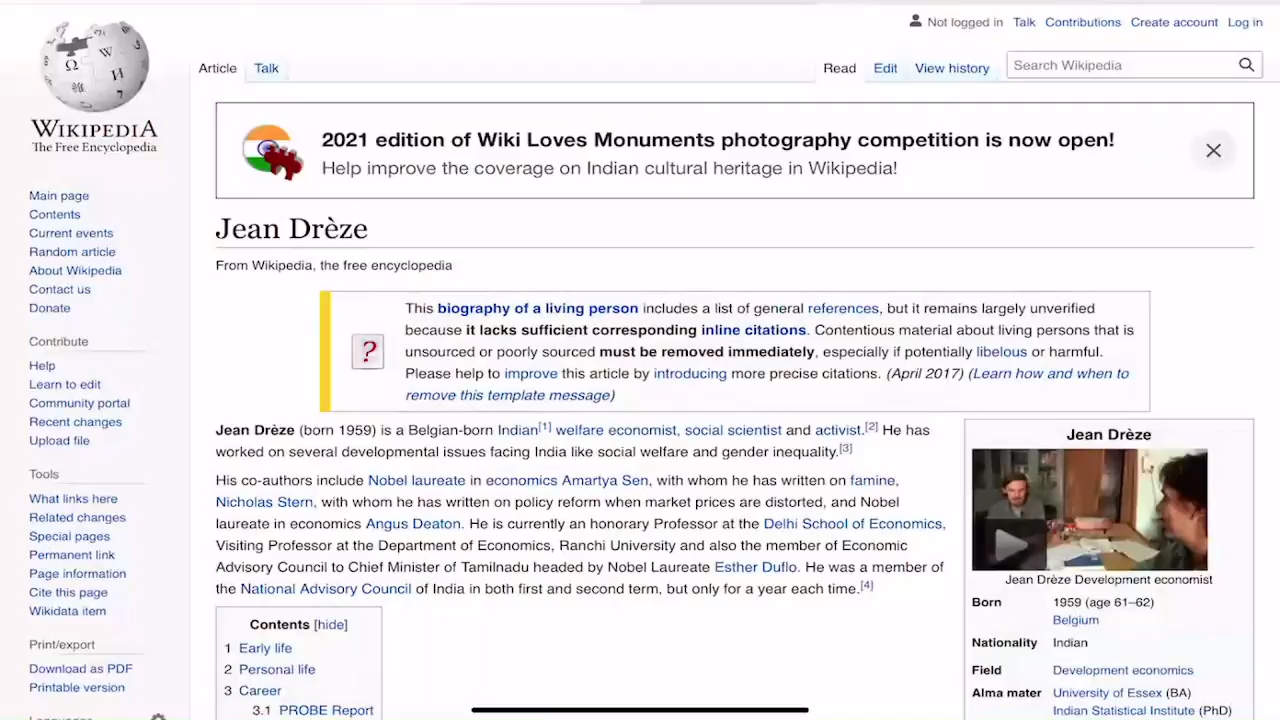 Not logged in Talk Contributions Create account Log in
Article Talk Read Edit View history Search Wikipedia
WIKIPEDIA
The Free Encyclopedia
Main page
Contents
Current events
Random article
About Wikipedia
Contact us
Donate
Contribute
Help
Learn to edit
Community portal
Recent changes
Upload file
Tools
What links here
Related changes
Special pages
Permanent link
Page information
Cite this page
Wikidata item
Print/export
Download as PDF
Printable version
2021 edition of Wiki Loves Monuments photography competition is now open!
Help improve the coverage on Indian cultural heritage in Wikipedia!
Jean Drèze
From Wikipedia, the free encyclopedia
This biography of a living person includes a list of general references, but it remains largely unverified
because it lacks sufficient corresponding inline citations. Contentious material about living persons that is
unsourced or poorly sourced must be removed immediately, especially if potentially libelous or harmful.
Please help to improve this article by introducing more precise citations. (April 2017) (Learn how and when to
remove this template message)
Jean Drèze (born 1959) is a Belgian-born Indian[1] welfare economist, social scientist and activist.[2] He has
worked on several developmental issues facing India like social welfare and gender inequality.[3]
His co-authors include Nobel laureate in economics Amartya Sen, with whom he has written on famine,
Nicholas Stern, with whom he has written on policy reform when market prices are distorted, and Nobel
laureate in economics Angus Deaton. He is currently an honorary Professor at the Delhi School of Economics,
Visiting Professor at the Department of Economics, Ranchi University and also the member of Economic
Advisory Council to Chief Minister of Tamilnadu headed by Nobel Laureate Esther Duflo. He was a member of
the National Advisory Council of India in both first and second term, but only for a year each time.[4]
Contents [hide]
1 Early life
2 Personal life
3 Career
3.1 PROBE Report
Jean Drèze
Jean Drèze Development economist
Born 1959 (age 61–62)
Belgium
Nationality Indian
Field Development economics
Alma mater University of Essex (BA)
Indian Statistical Institute (PhD)